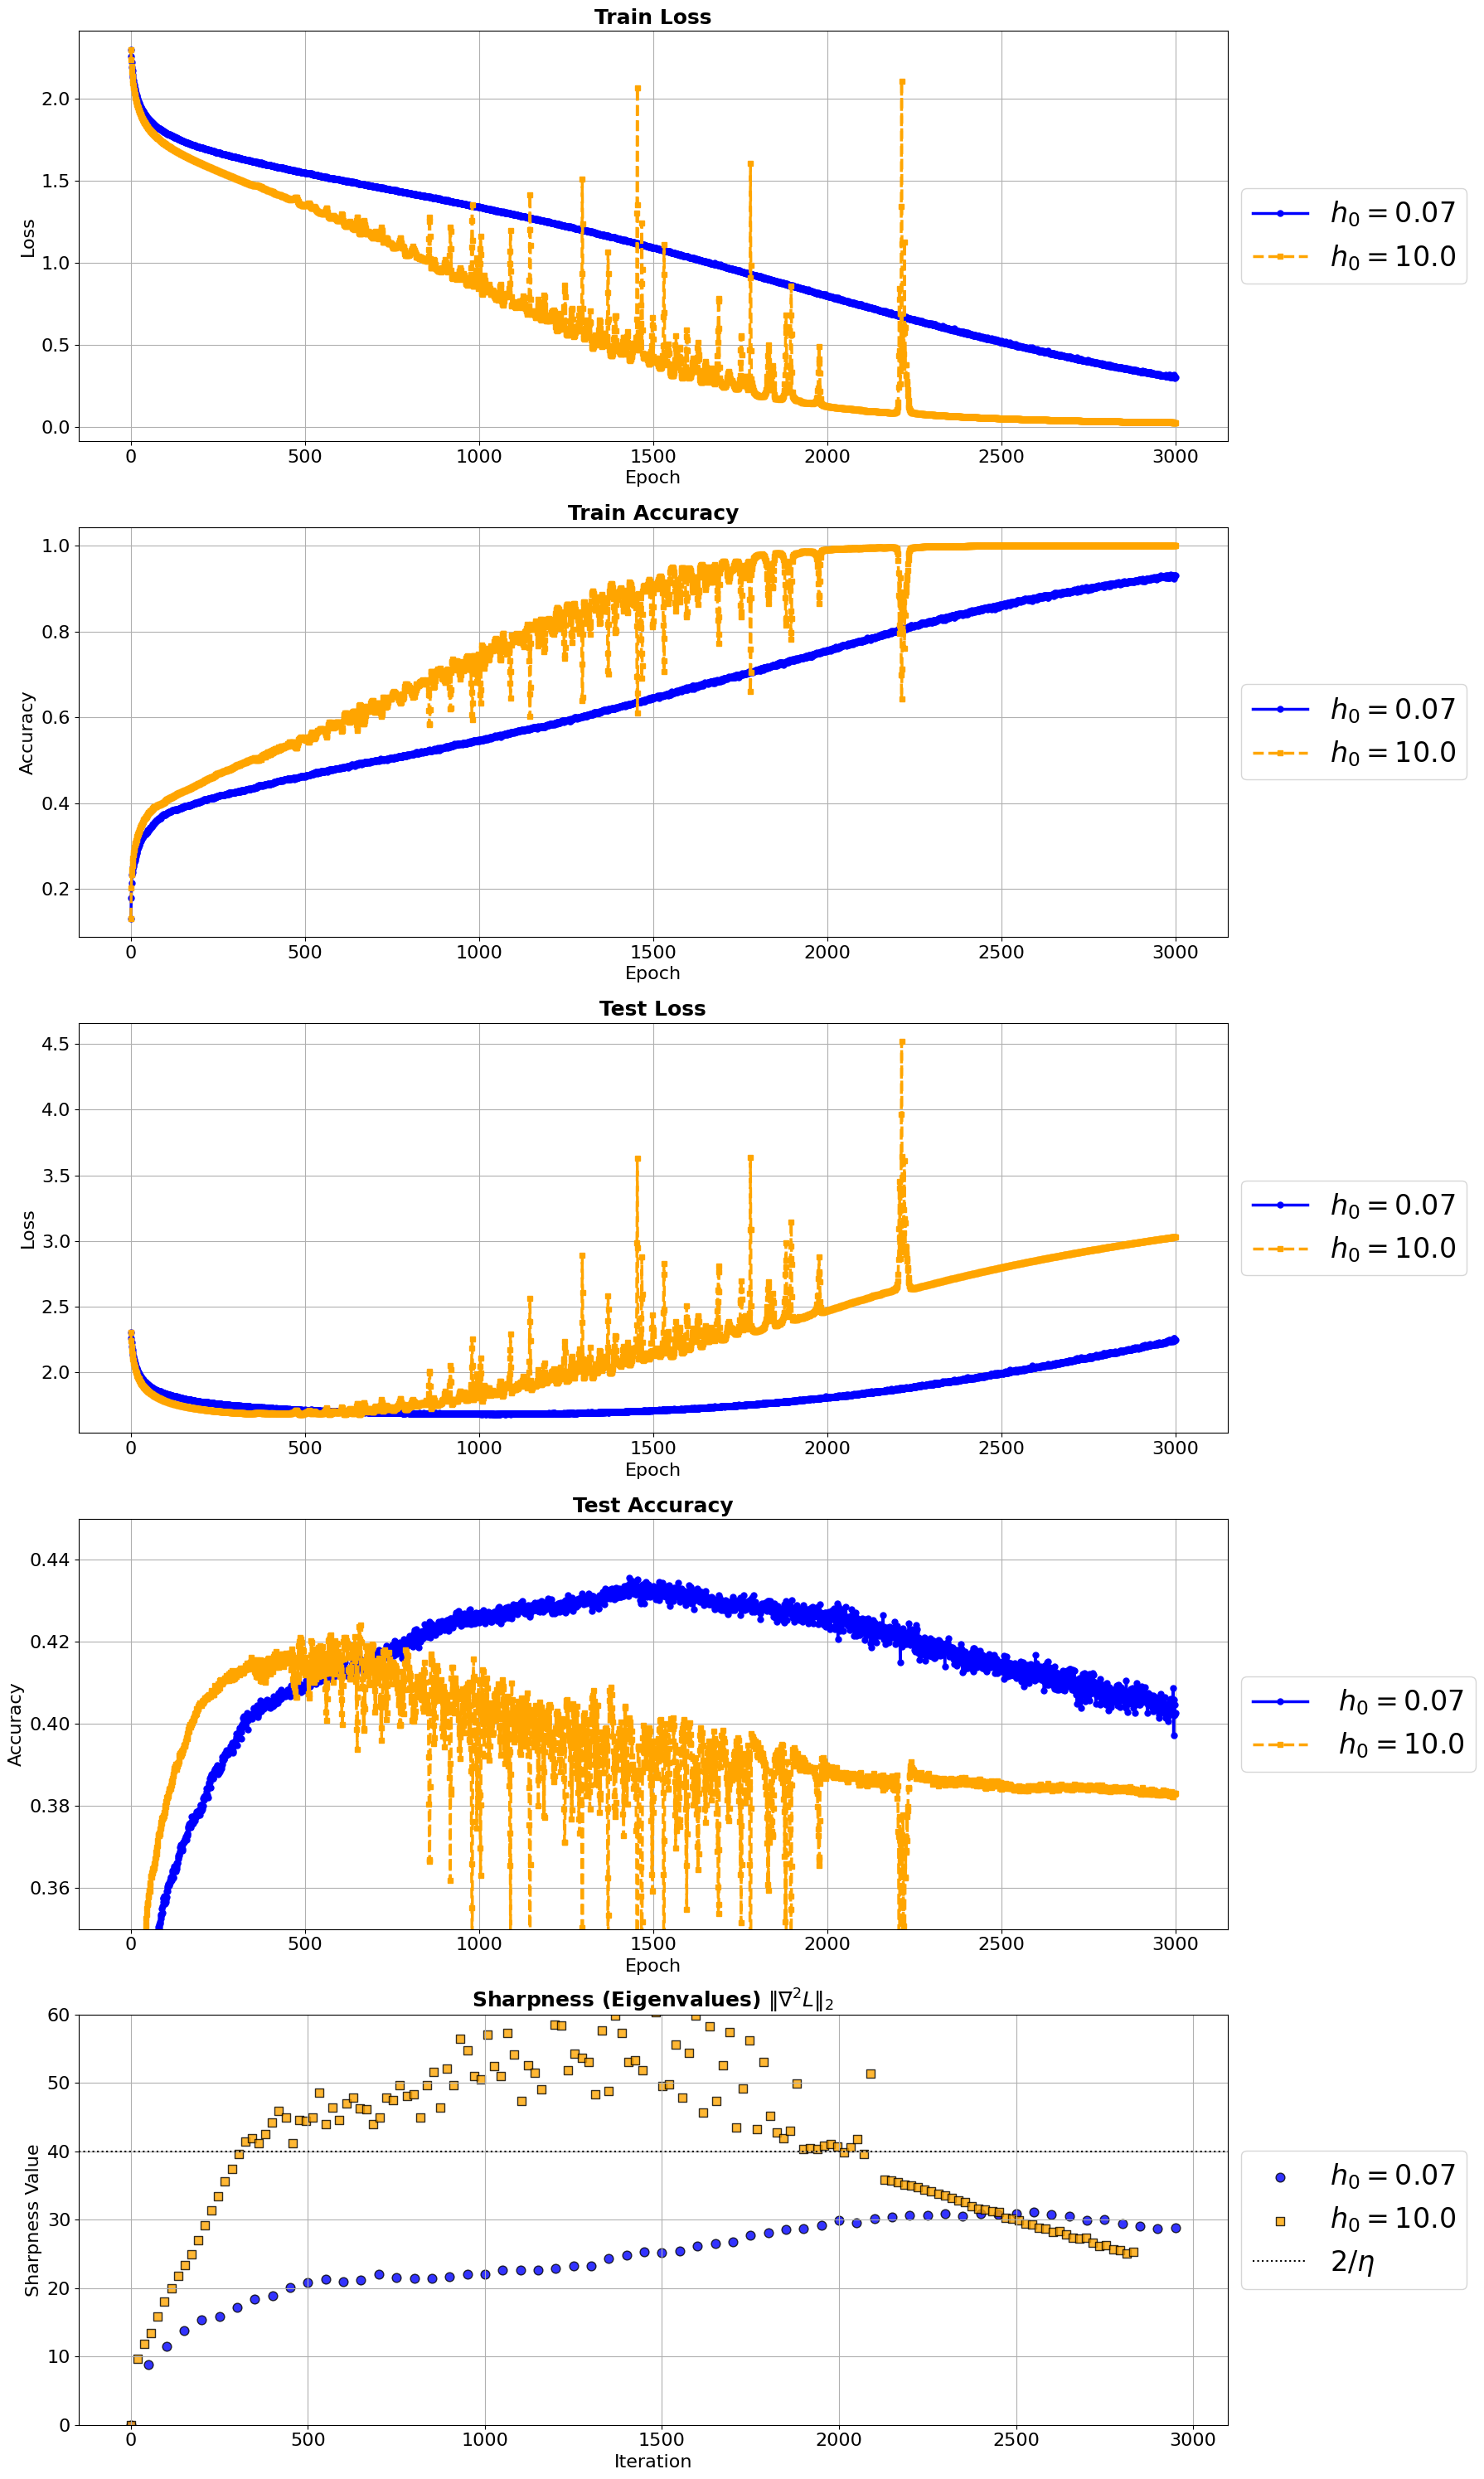 Train Loss
2.0
1.5
1.0
0.5
0.0
Loss
0 500 1000 1500 2000 2500 3000
Epoch
h₀ = 0.07
h₀ = 10.0
Train Accuracy
1.0
0.8
0.6
0.4
0.2
Accuracy
0 500 1000 1500 2000 2500 3000
Epoch
h₀ = 0.07
h₀ = 10.0
Test Loss
4.5
4.0
3.5
3.0
2.5
2.0
Loss
0 500 1000 1500 2000 2500 3000
Epoch
h₀ = 0.07
h₀ = 10.0
Test Accuracy
0.44
0.42
0.40
0.38
0.36
Accuracy
0 500 1000 1500 2000 2500 3000
Epoch
h₀ = 0.07
h₀ = 10.0
Sharpness (Eigenvalues) ‖∇²L‖₂
60
50
40
30
20
10
0
Sharpness Value
0 500 1000 1500 2000 2500 3000
Iteration
h₀ = 0.07
h₀ = 10.0
2/η